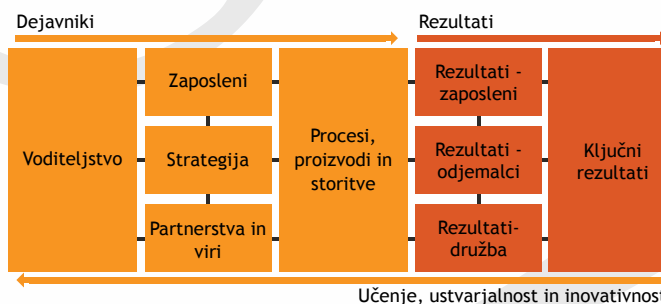 Dejavniki
Rezultati
Voditeljstvo
Zaposleni
Strategija
Partnerstva in
viri
Procesi,
proizvodi in
storitve
Rezultati -
zaposleni
Rezultati -
odjemalci
Rezultati-
družba
Ključni
rezultati
Učenje, ustvarjalnost in inovativnost